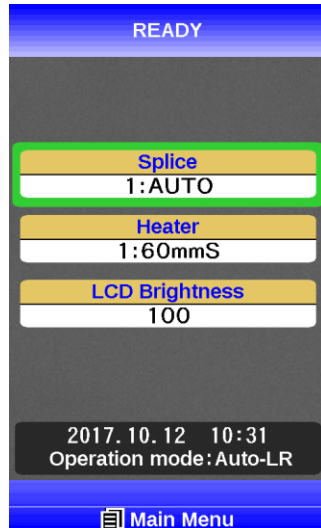 READY
Splice
1:AUTO
Heater
1:60mmS
LCD Brightness
100
2017.10.12 10:31
Operation mode:Auto-LR
Main Menu